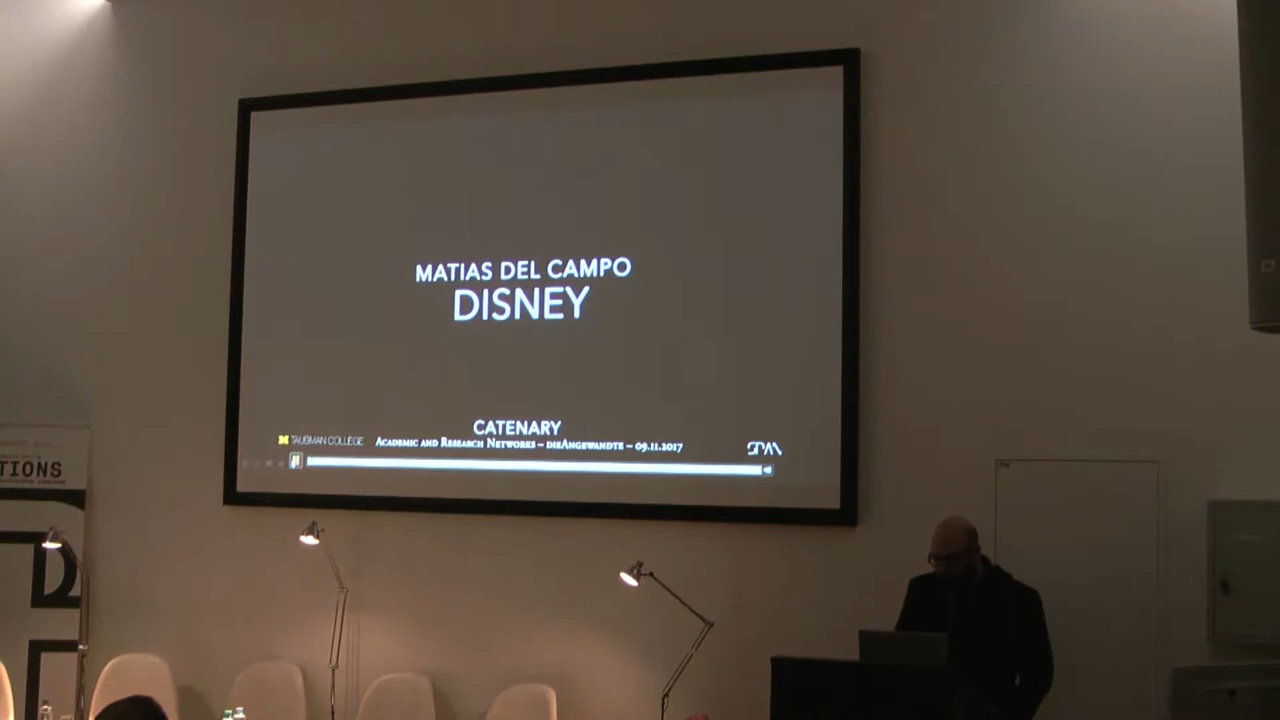 MATIAS DEL CAMPO
DISNEY
CATENARY
TAUBMAN COLLEGE
ACADEMIC AND RESEARCH NETWORKS – DIEANGEWANDTE – 09.11.2017
SPAN
TIONS